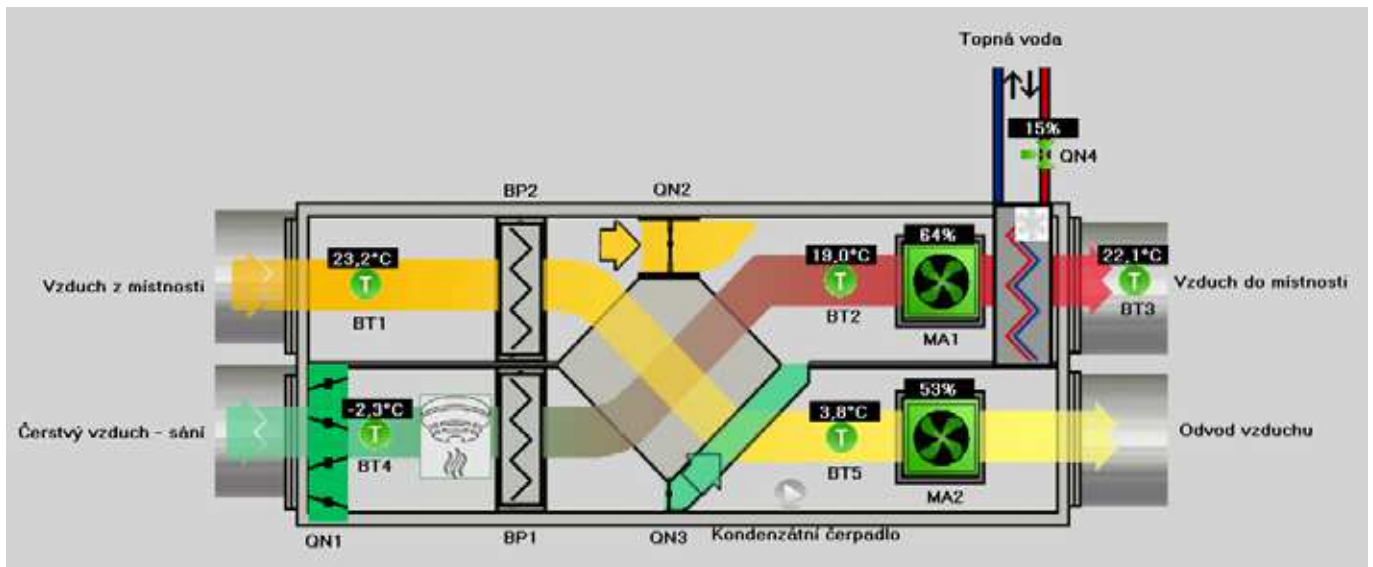 Topná voda
15%
QN4
BP2
QN2
64%
23,2°C
19,0°C
22,1°C
T
T
T
Vzduch z místnosti
Vzduch do místnosti
BT1
BT2
BT3
MA1
53%
-2,3°C
3,8°C
T
T
Čerstvý vzduch - sání
Odvod vzduchu
BT4
BT5
MA2
QN1
BP1
QN3
Kondenzátní čerpadlo